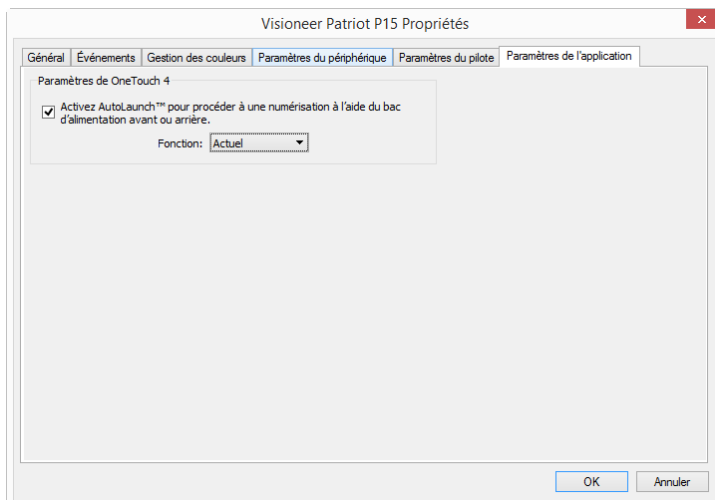 Visioneer Patriot P15 Propriétés
Général Événements Gestion des couleurs Paramètres du périphérique Paramètres du pilote Paramètres de l'application
Paramètres de OneTouch 4
Activez AutoLaunch™ pour procéder à une numérisation à l'aide du bac
d'alimentation avant ou arrière.
Fonction: Actuel
OK Annuler